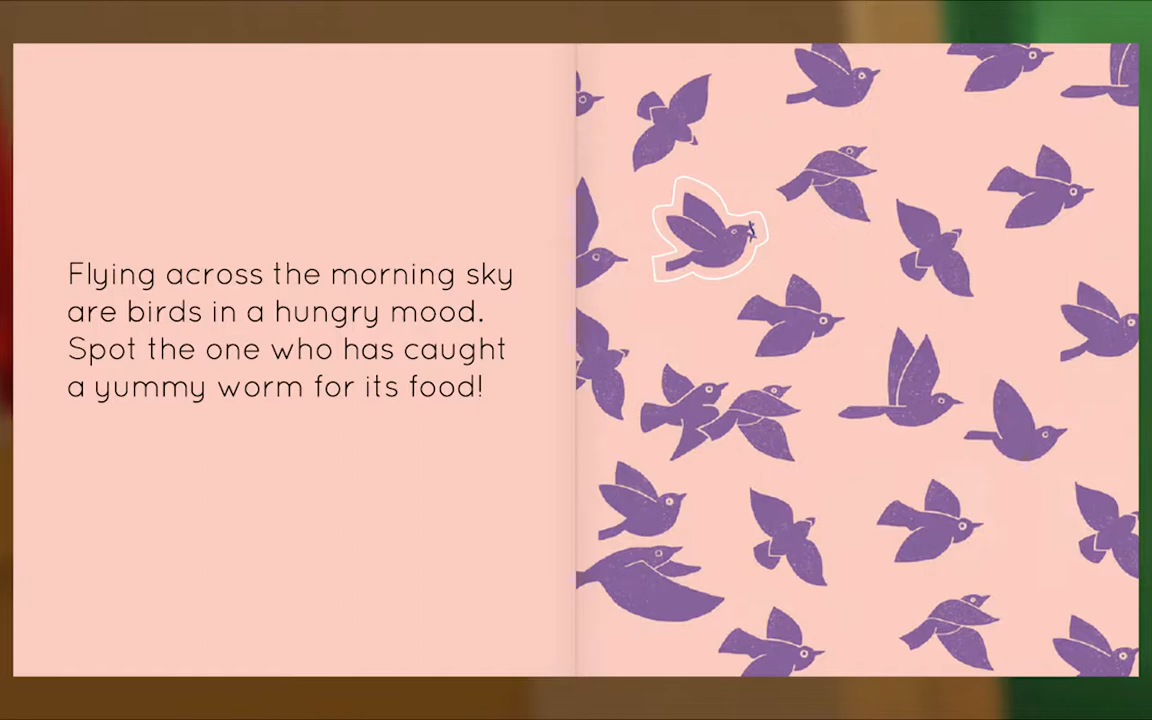 Flying across the morning sky
are birds in a hungry mood.
Spot the one who has caught
a yummy worm for its food!